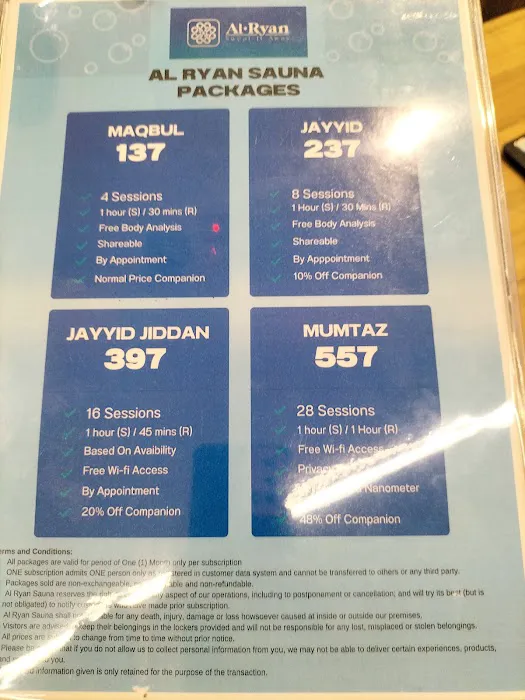 Al-Ryan
AL RYAN SAUNA
PACKAGES
MAQBUL
137
4 Sessions
1 hour (S) / 30 mins (R)
Free Body Analysis
Shareable
By Appointment
Normal Price Companion
JAYYID
237
8 Sessions
1 Hour (S) / 30 Mins (R)
Free Body Analysis
Shareable
By Apppointment
10% Off Companion
JAYYID JIDDAN
397
16 Sessions
1 hour (S) / 45 mins (R)
Based On Avaibility
Free Wi-fi Access
By Appointment
20% Off Companion
MUMTAZ
557
28 Sessions
1 hour (S) / 1 Hour (R)
Free Wi-fi Access
Nanometer
48% Off Companion
and Conditions:
All packages are valid for period of One (1) Month only per subscription
ONE subscription admits ONE person only as registered in customer data system and cannot be transferred to others or any third party.
Packages sold are non-exchangeable, and non-refundable.
Al Ryan Sauna reserves the aspect of our operations, including to postponement or cancellation; and will try its best (but is
not obligated) to notify who have made prior subscription.
Al Ryan Sauna shall for any death, injury, damage or loss howsoever caused at inside or outside our premises.
Visitors are keep their belongings in the lockers provided and will not be responsible for any lost, misplaced or stolen belongings.
All prices are to change from time to time without prior notice.
Please that if you do not allow us to collect personal information from you, we may not be able to deliver certain experiences, products,
and you.
information given is only retained for the purpose of the transaction.